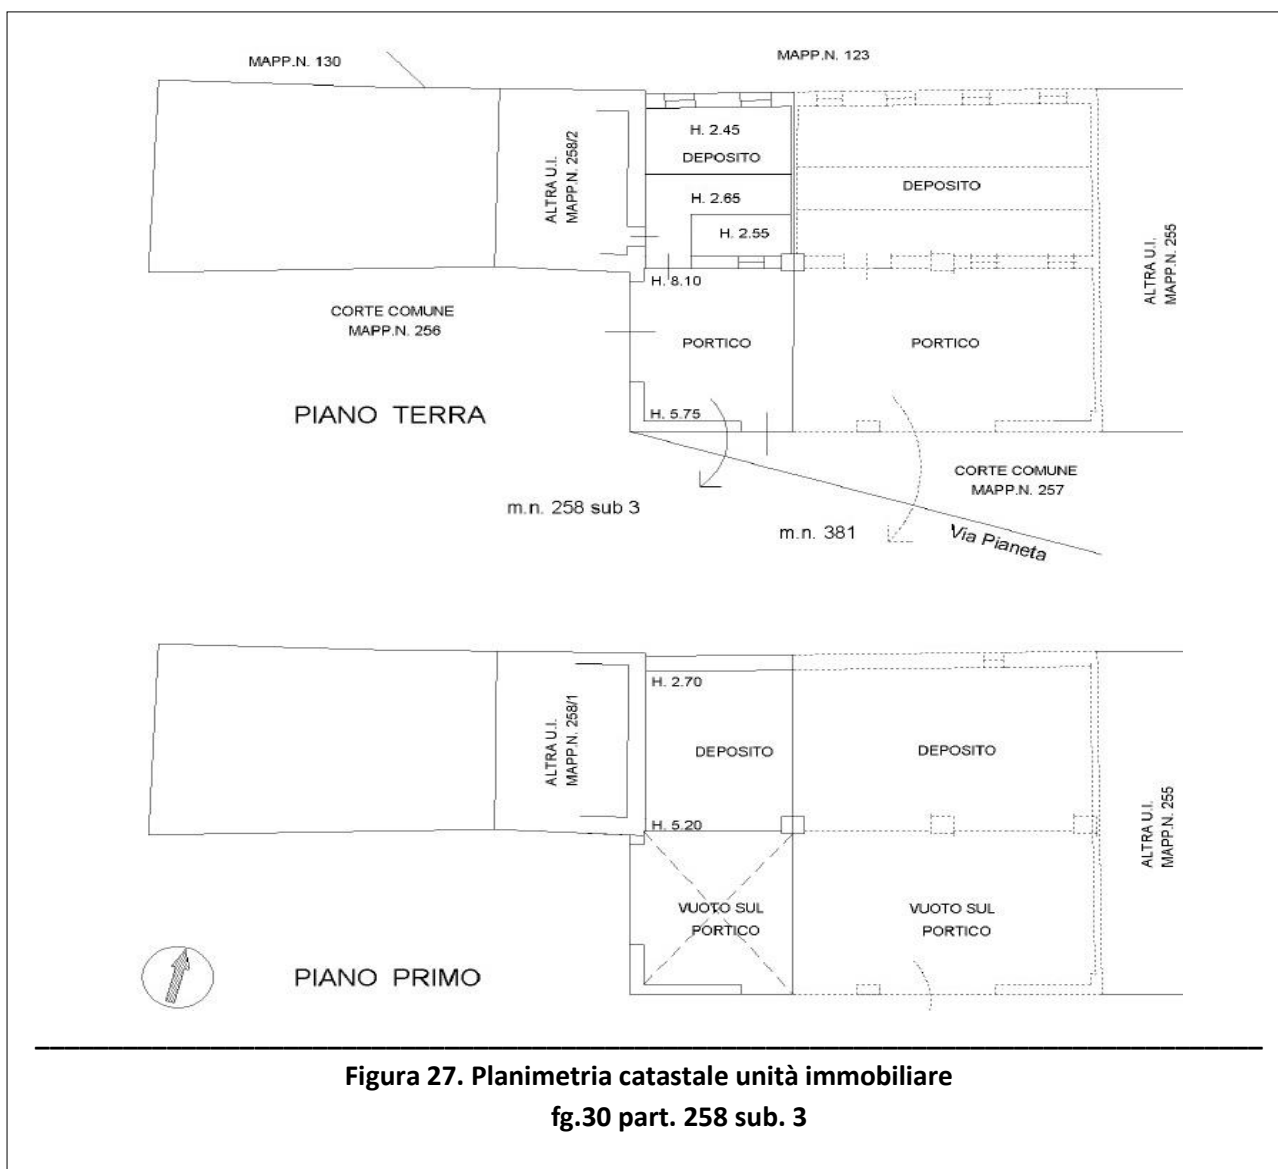 MAPP.N. 130
MAPP.N. 123
ALTRA U.I.
MAPP.N. 258/2
H. 2.45
DEPOSITO
H. 2.65
H. 2.55
DEPOSITO
ALTRA U.I.
MAPP.N. 255
H. 8.10
CORTE COMUNE
MAPP.N. 256
PORTICO
PORTICO
PIANO TERRA
H. 5.75
CORTE COMUNE
MAPP.N. 257
m.n. 258 sub 3
m.n. 381
Via Pianeta
ALTRA U.I.
MAPP.N. 258/1
H. 2.70
DEPOSITO
DEPOSITO
H. 5.20
ALTRA U.I.
MAPP.N. 255
VUOTO SUL
PORTICO
VUOTO SUL
PORTICO
PIANO PRIMO
Figura 27. Planimetria catastale unità immobiliare
fg.30 part. 258 sub. 3